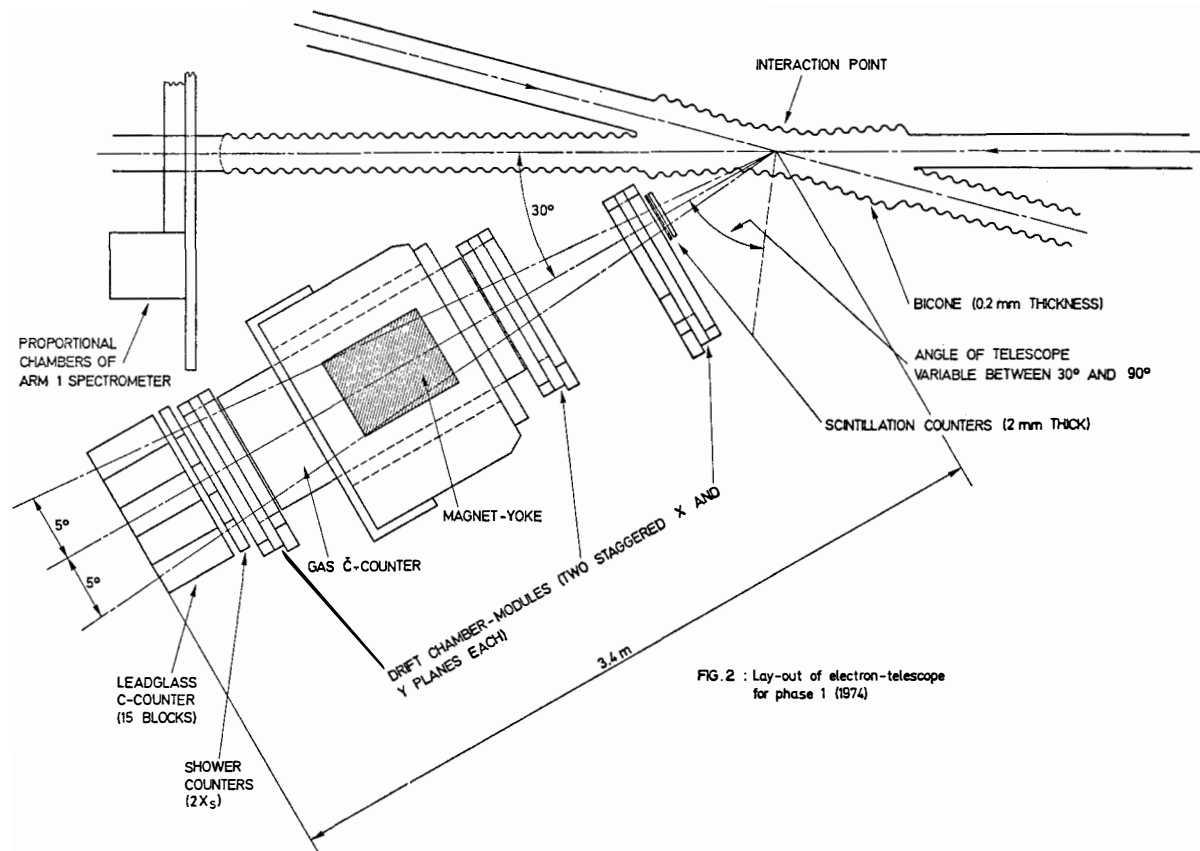 INTERACTION POINT
30°
BICONE (0.2 mm THICKNESS)
PROPORTIONAL
CHAMBERS OF
ARM 1 SPECTROMETER
ANGLE OF TELESCOPE
VARIABLE BETWEEN 30° AND 90°
SCINTILLATION COUNTERS (2 mm THICK)
MAGNET-YOKE
5°
GAS Č-COUNTER
5°
DRIFT CHAMBER-MODULES (TWO STAGGERED X AND
Y PLANES EACH)
3.4 m
LEADGLASS
C-COUNTER
(15 BLOCKS)
FIG.2 : Lay-out of electron-telescope
for phase 1 (1974)
SHOWER
COUNTERS
(2Xs)